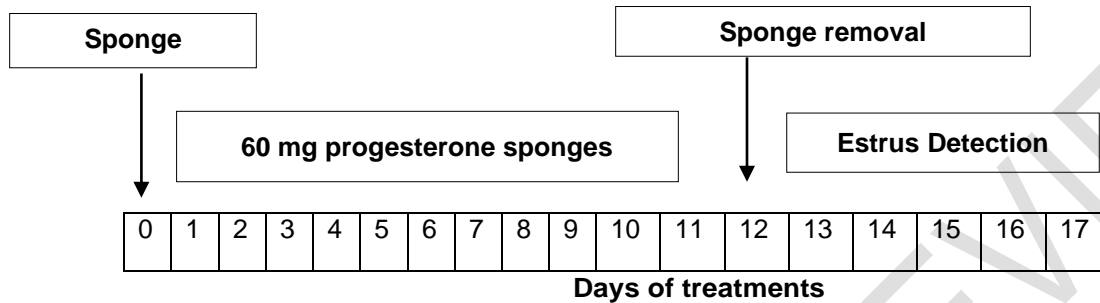 Sponge
Sponge removal
60 mg progesterone sponges
Estrus Detection
0 1 2 3 4 5 6 7 8 9 10 11 12 13 14 15 16 17
Days of treatments